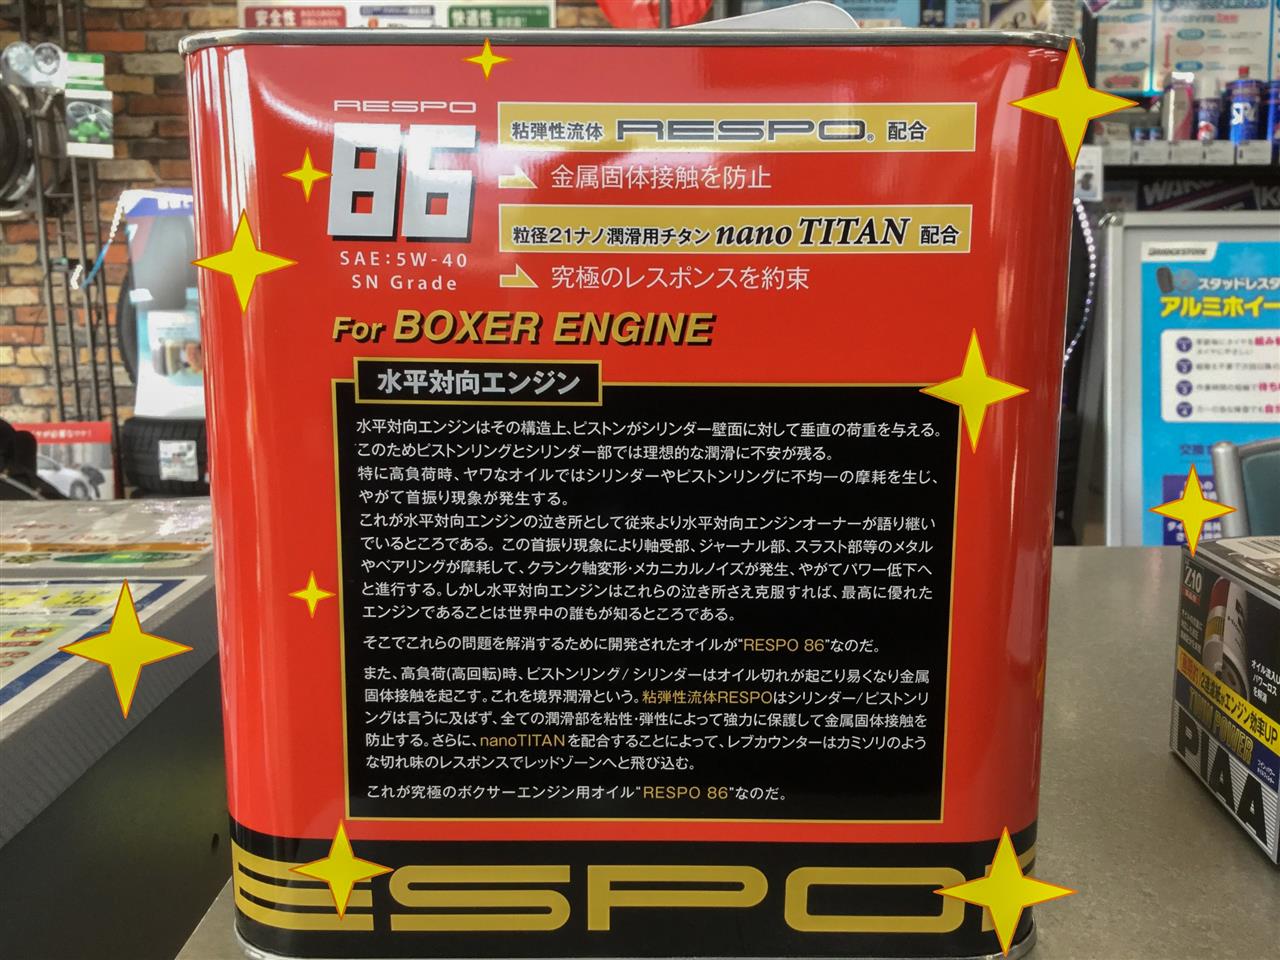 安全性
快適性
RESPO
86
SAE:5W-40
SN Grade
粘弾性流体 RESPO® 配合
金属固体接触を防止
粒径21ナノ潤滑用チタン nano TITAN 配合
究極のレスポンスを約束
For BOXER ENGINE
水平対向エンジン
水平対向エンジンはその構造上、ピストンがシリンダー壁面に対して垂直の荷重を与える。
このためピストンリングとシリンダー部では理想的な潤滑に不安が残る。
特に高負荷時、ヤワなオイルではシリンダーやピストンリングに不均一の摩耗を生じ、
やがて首振り現象が発生する。
これが水平対向エンジンの泣き所として従来より水平対向エンジンオーナーが語り継い
でいるところである。この首振り現象により軸受部、ジャーナル部、スラスト部等のメタル
やベアリングが摩耗して、クランク軸変形・メカニカルノイズが発生、やがてパワー低下へ
と進行する。しかし水平対向エンジンはこれらの泣き所さえ克服すれば、最高に優れた
エンジンであることは世界中の誰もが知るところである。
そこでこれらの問題を解消するために開発されたオイルが“RESPO 86”なのだ。
また、高負荷(高回転)時、ピストンリング/シリンダーはオイル切れが起こり易くなり金属
固体接触を起こす。これを境界潤滑という。粘弾性流体RESPOはシリンダー/ピストンリ
ングは言うに及ばず、全ての潤滑部を粘性・弾性によって強力に保護して金属固体接触を
防止する。さらに、nanoTITANを配合することによって、レブカウンターはカミソリのよう
な切れ味のレスポンスでレッドゾーンへと飛び込む。
これが究極のボクサーエンジン用オイル“RESPO 86”なのだ。
ESPO
BRIDGESTONE
スタッドレスタ
アルミホイー
Z10
TWIN POWER
PIAA